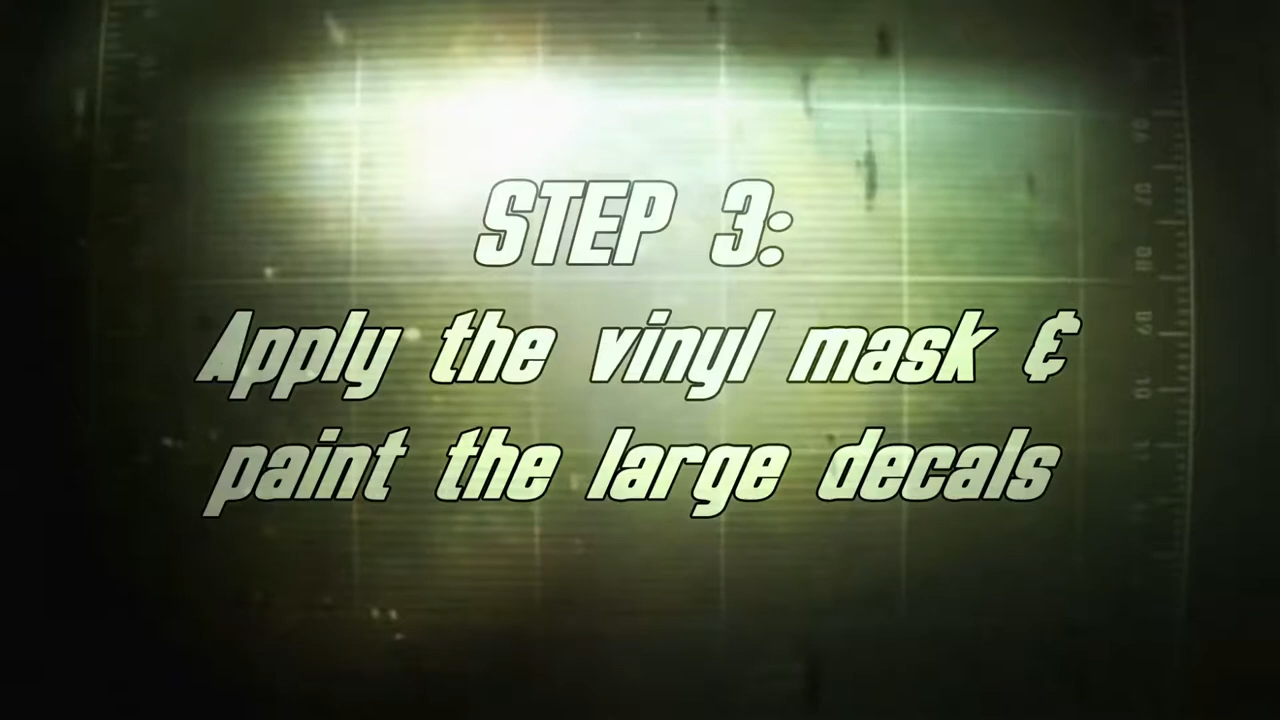 STEP 3:
Apply the vinyl mask &
paint the large decals